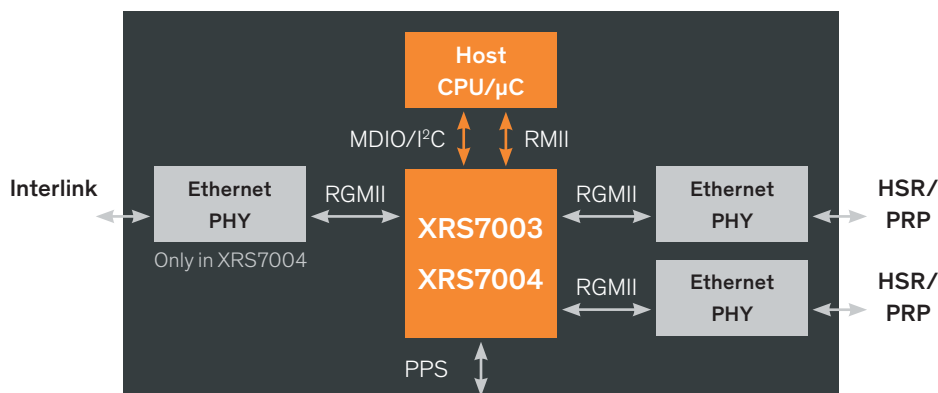 Host
CPU/µC
MDIO/I²C
RMII
Interlink
Ethernet
PHY
RGMII
Only in XRS7004
XRS7003
XRS7004
RGMII
Ethernet
PHY
HSR/
PRP
RGMII
Ethernet
PHY
HSR/
PRP
PPS